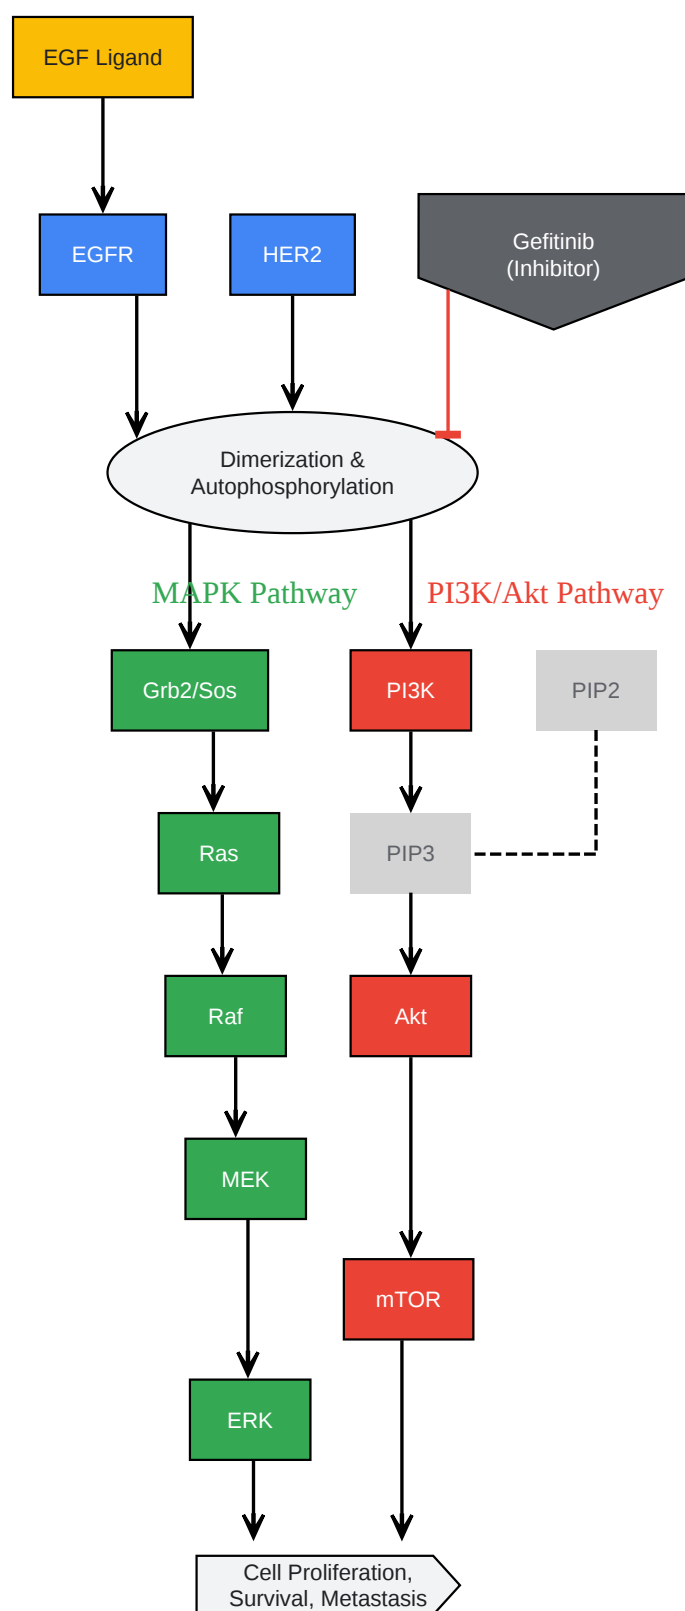 EGF Ligand
EGFR
HER2
Gefitinib
(Inhibitor)
Dimerization &
Autophosphorylation
MAPK Pathway
PI3K/Akt Pathway
Grb2/Sos
PI3K
PIP2
Ras
PIP3
Raf
Akt
MEK
mTOR
ERK
Cell Proliferation,
Survival, Metastasis